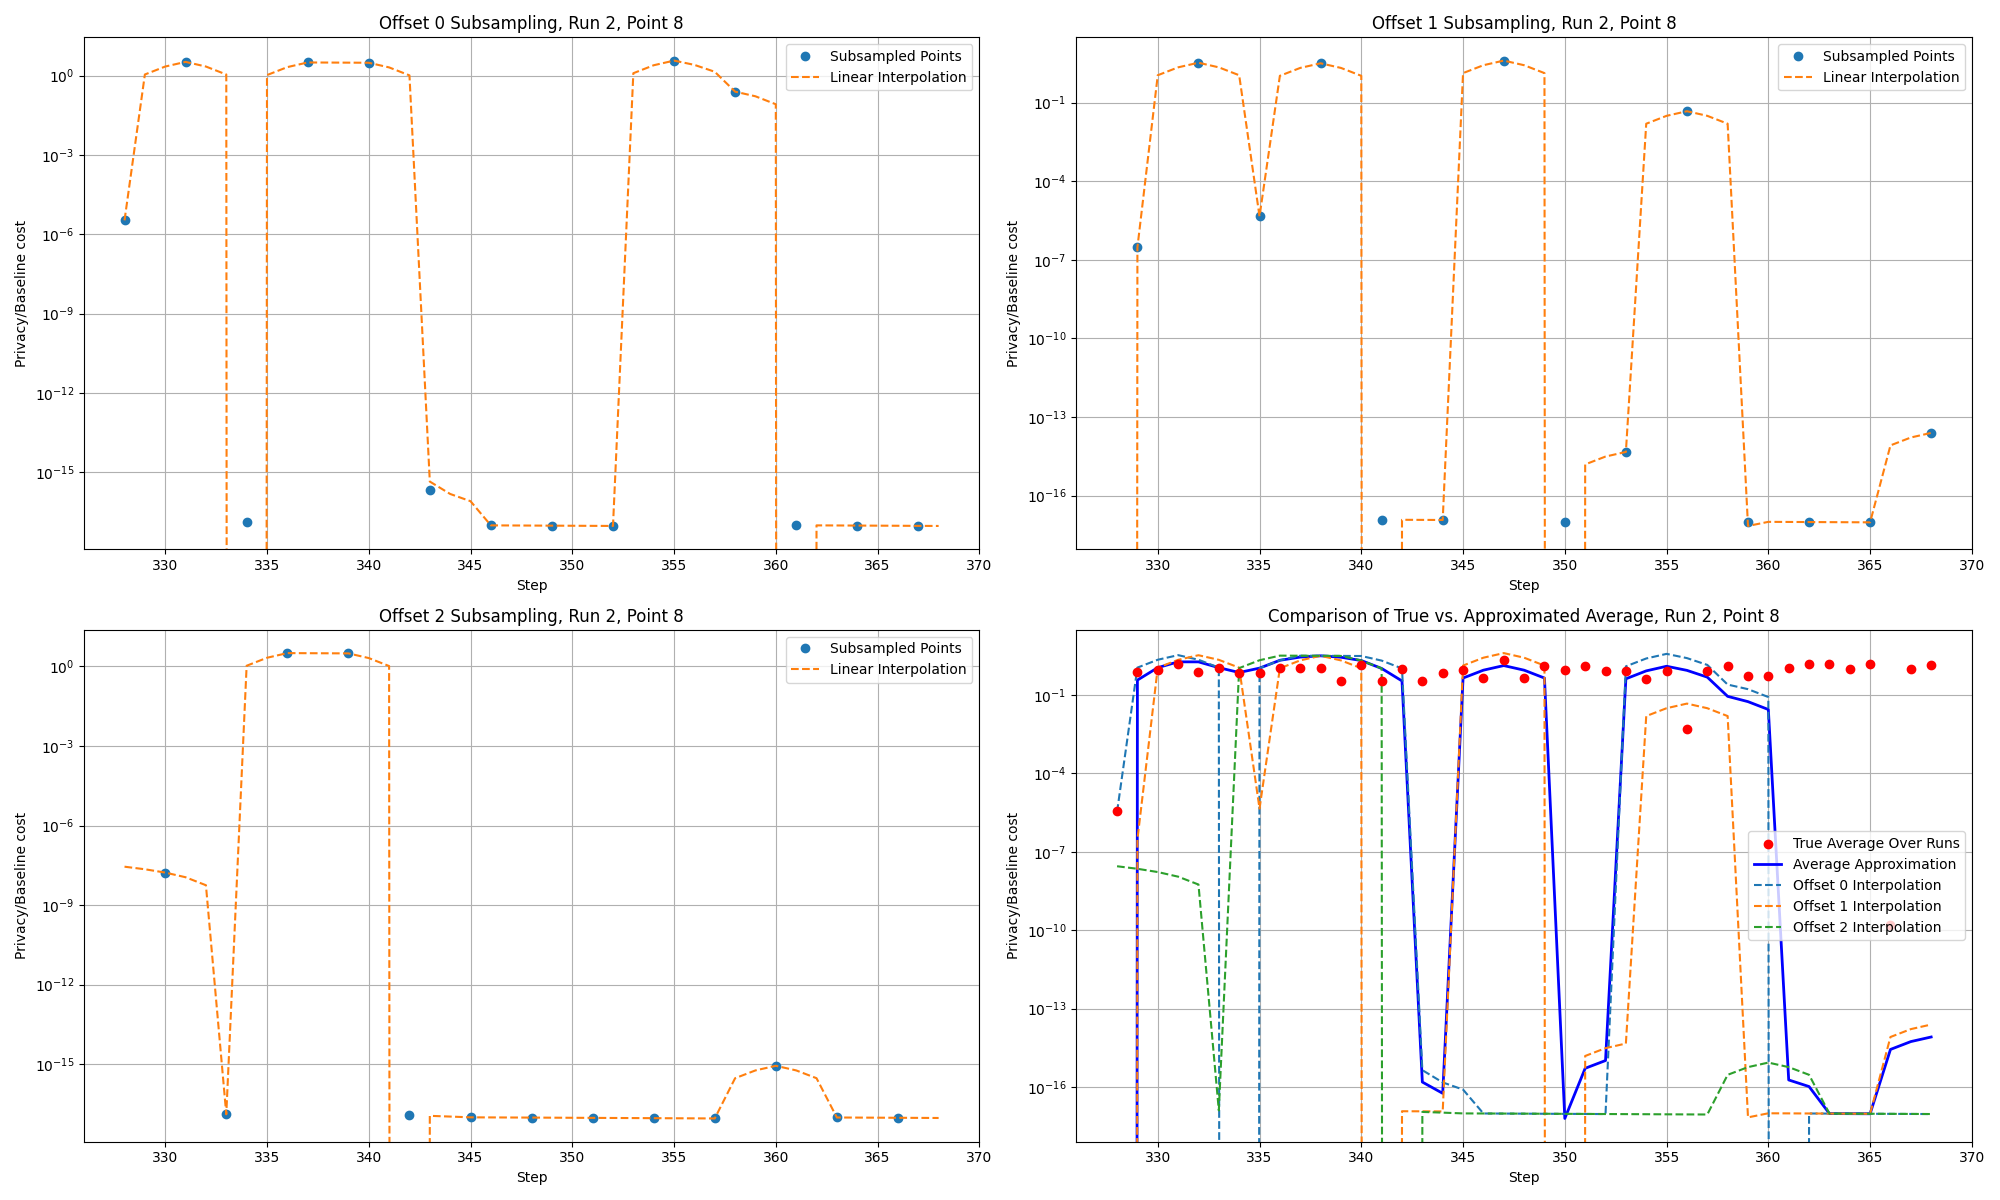 Offset 0 Subsampling, Run 2, Point 8
Subsampled Points
Linear Interpolation
10^0
10^-3
10^-6
10^-9
10^-12
10^-15
Privacy/Baseline cost
330 335 340 345 350 355 360 365 370
Step
Offset 1 Subsampling, Run 2, Point 8
Subsampled Points
Linear Interpolation
10^-1
10^-4
10^-7
10^-10
10^-13
10^-16
Privacy/Baseline cost
330 335 340 345 350 355 360 365 370
Step
Offset 2 Subsampling, Run 2, Point 8
Subsampled Points
Linear Interpolation
10^0
10^-3
10^-6
10^-9
10^-12
10^-15
Privacy/Baseline cost
330 335 340 345 350 355 360 365 370
Step
Comparison of True vs. Approximated Average, Run 2, Point 8
10^-1
10^-4
10^-7
10^-10
10^-13
10^-16
Privacy/Baseline cost
True Average Over Runs
Average Approximation
Offset 0 Interpolation
Offset 1 Interpolation
Offset 2 Interpolation
330 335 340 345 350 355 360 365 370
Step